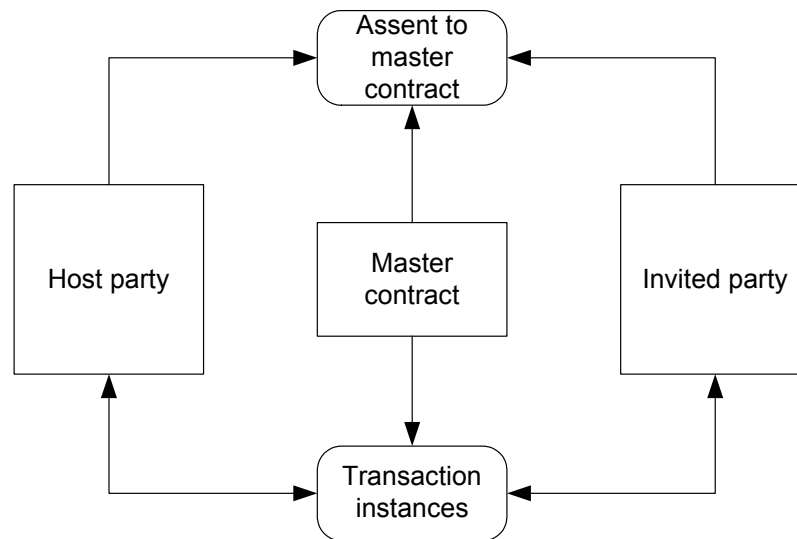 Assent to
master
contract
Host party
Master
contract
Invited party
Transaction
instances